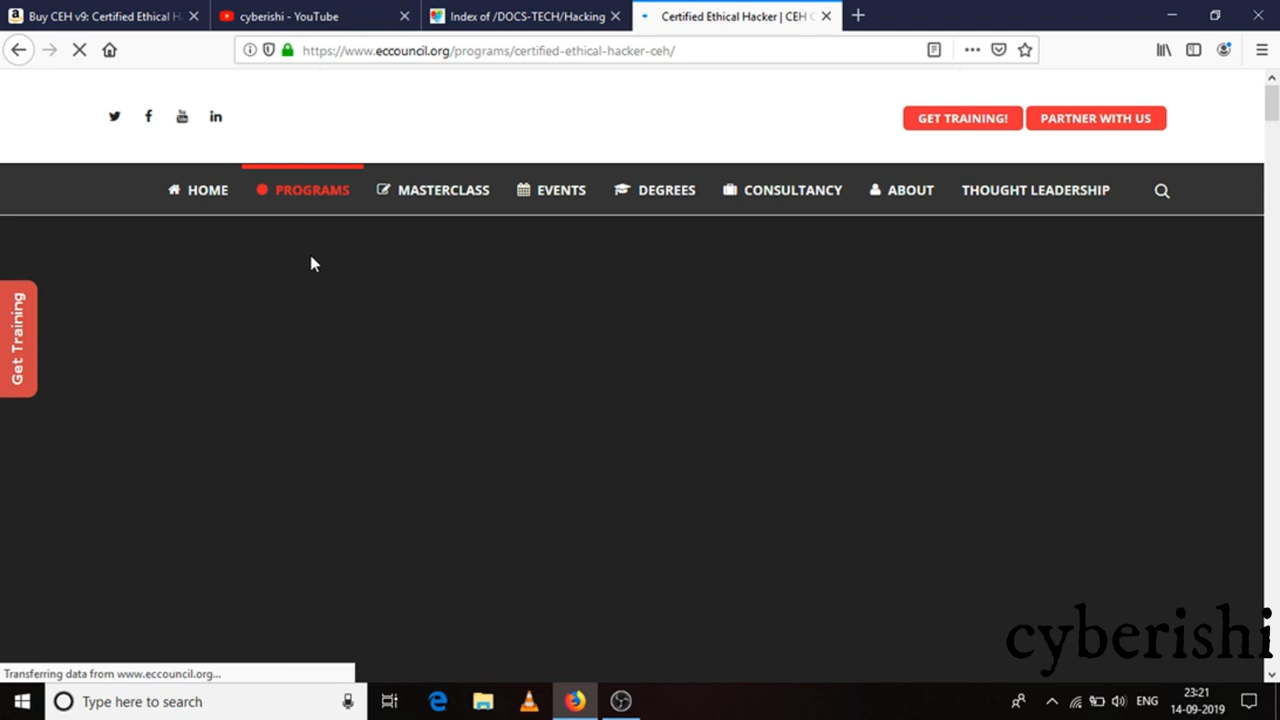 Buy CEH v9: Certified Ethical H
cyberishi - YouTube
Index of /DOCS-TECH/Hacking
Certified Ethical Hacker | CEH C
https://www.eccouncil.org/programs/certified-ethical-hacker-ceh/
GET TRAINING!
PARTNER WITH US
HOME
PROGRAMS
MASTERCLASS
EVENTS
DEGREES
CONSULTANCY
ABOUT
THOUGHT LEADERSHIP
Get Training
cyberishi
Transferring data from www.eccouncil.org...
Type here to search
ENG
23:21
14-09-2019